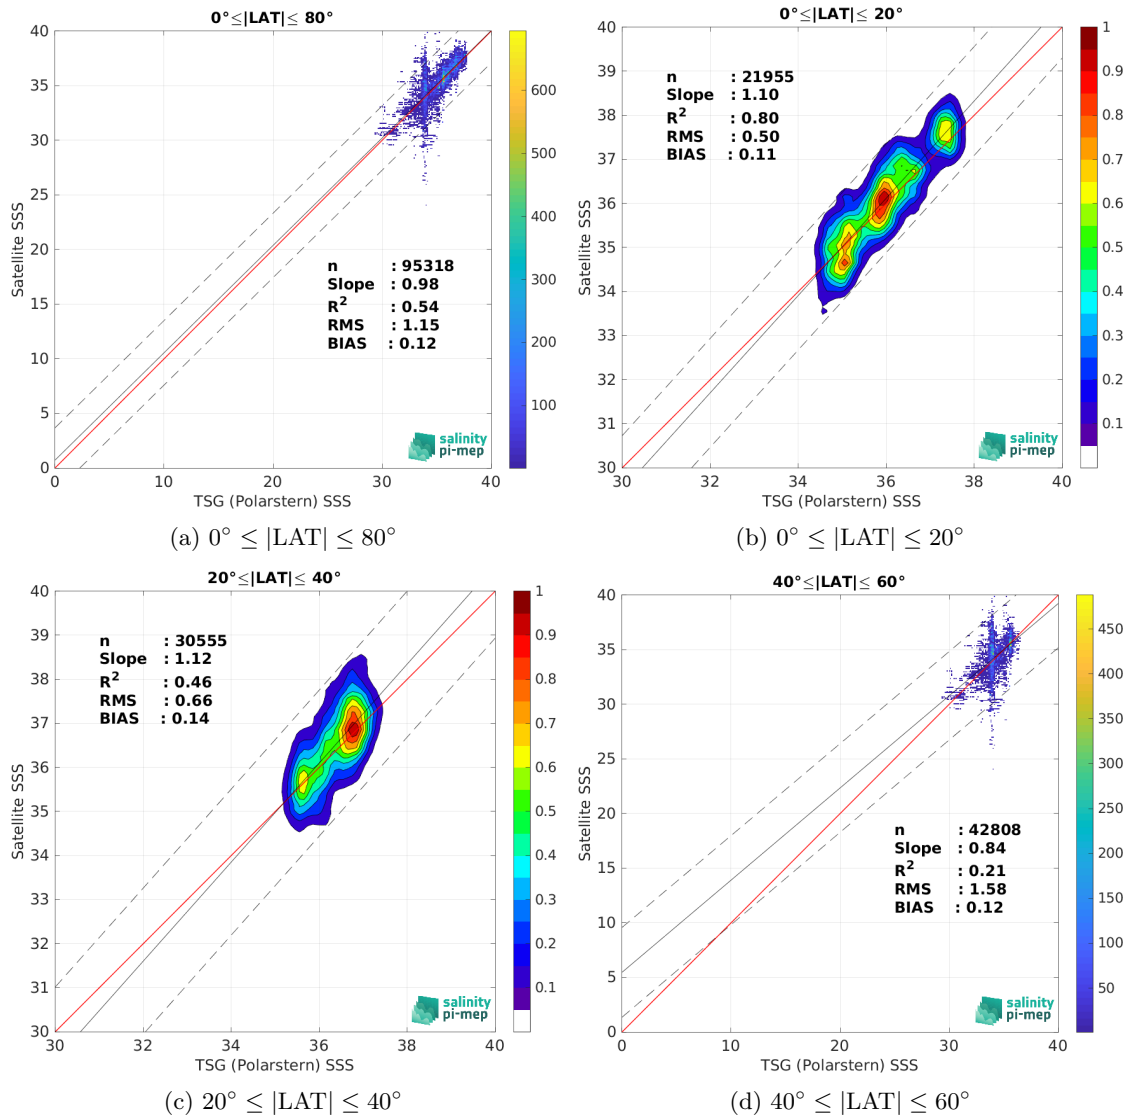 0°≤|LAT|≤ 80°
40
35
30
25
20
15
10
5
0
Satellite SSS
n : 95318
Slope : 0.98
R² : 0.54
RMS : 1.15
BIAS : 0.12
salinity
pi-mep
0 10 20 30 40
TSG (Polarstern) SSS
600
500
400
300
200
100
(a) 0° ≤ |LAT| ≤ 80°
0°≤|LAT|≤ 20°
40
39
38
37
36
35
34
33
32
31
30
Satellite SSS
n : 21955
Slope : 1.10
R² : 0.80
RMS : 0.50
BIAS : 0.11
salinity
pi-mep
30 32 34 36 38 40
TSG (Polarstern) SSS
1
0.9
0.8
0.7
0.6
0.5
0.4
0.3
0.2
0.1
(b) 0° ≤ |LAT| ≤ 20°
20°≤|LAT|≤ 40°
40
39
38
37
36
35
34
33
32
31
30
Satellite SSS
n : 30555
Slope : 1.12
R² : 0.46
RMS : 0.66
BIAS : 0.14
salinity
pi-mep
30 32 34 36 38 40
TSG (Polarstern) SSS
1
0.9
0.8
0.7
0.6
0.5
0.4
0.3
0.2
0.1
(c) 20° ≤ |LAT| ≤ 40°
40°≤|LAT|≤ 60°
40
35
30
25
20
15
10
5
0
Satellite SSS
n : 42808
Slope : 0.84
R² : 0.21
RMS : 1.58
BIAS : 0.12
salinity
pi-mep
0 10 20 30 40
TSG (Polarstern) SSS
450
400
350
300
250
200
150
100
50
(d) 40° ≤ |LAT| ≤ 60°